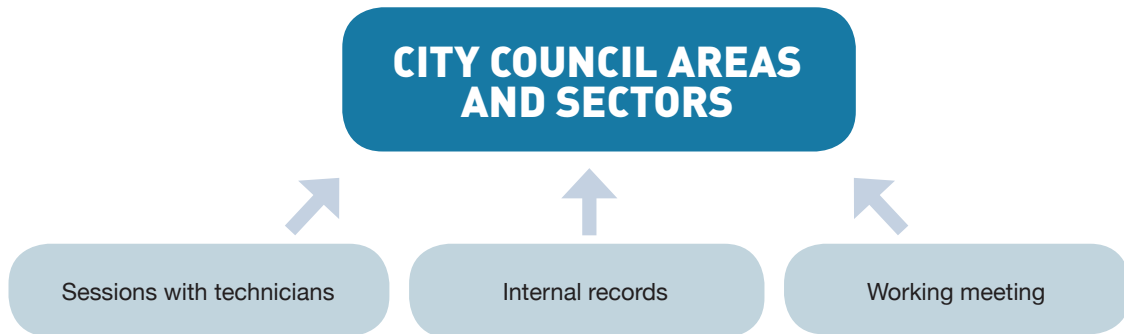 CITY COUNCIL AREAS
AND SECTORS
Sessions with technicians
Internal records
Working meeting